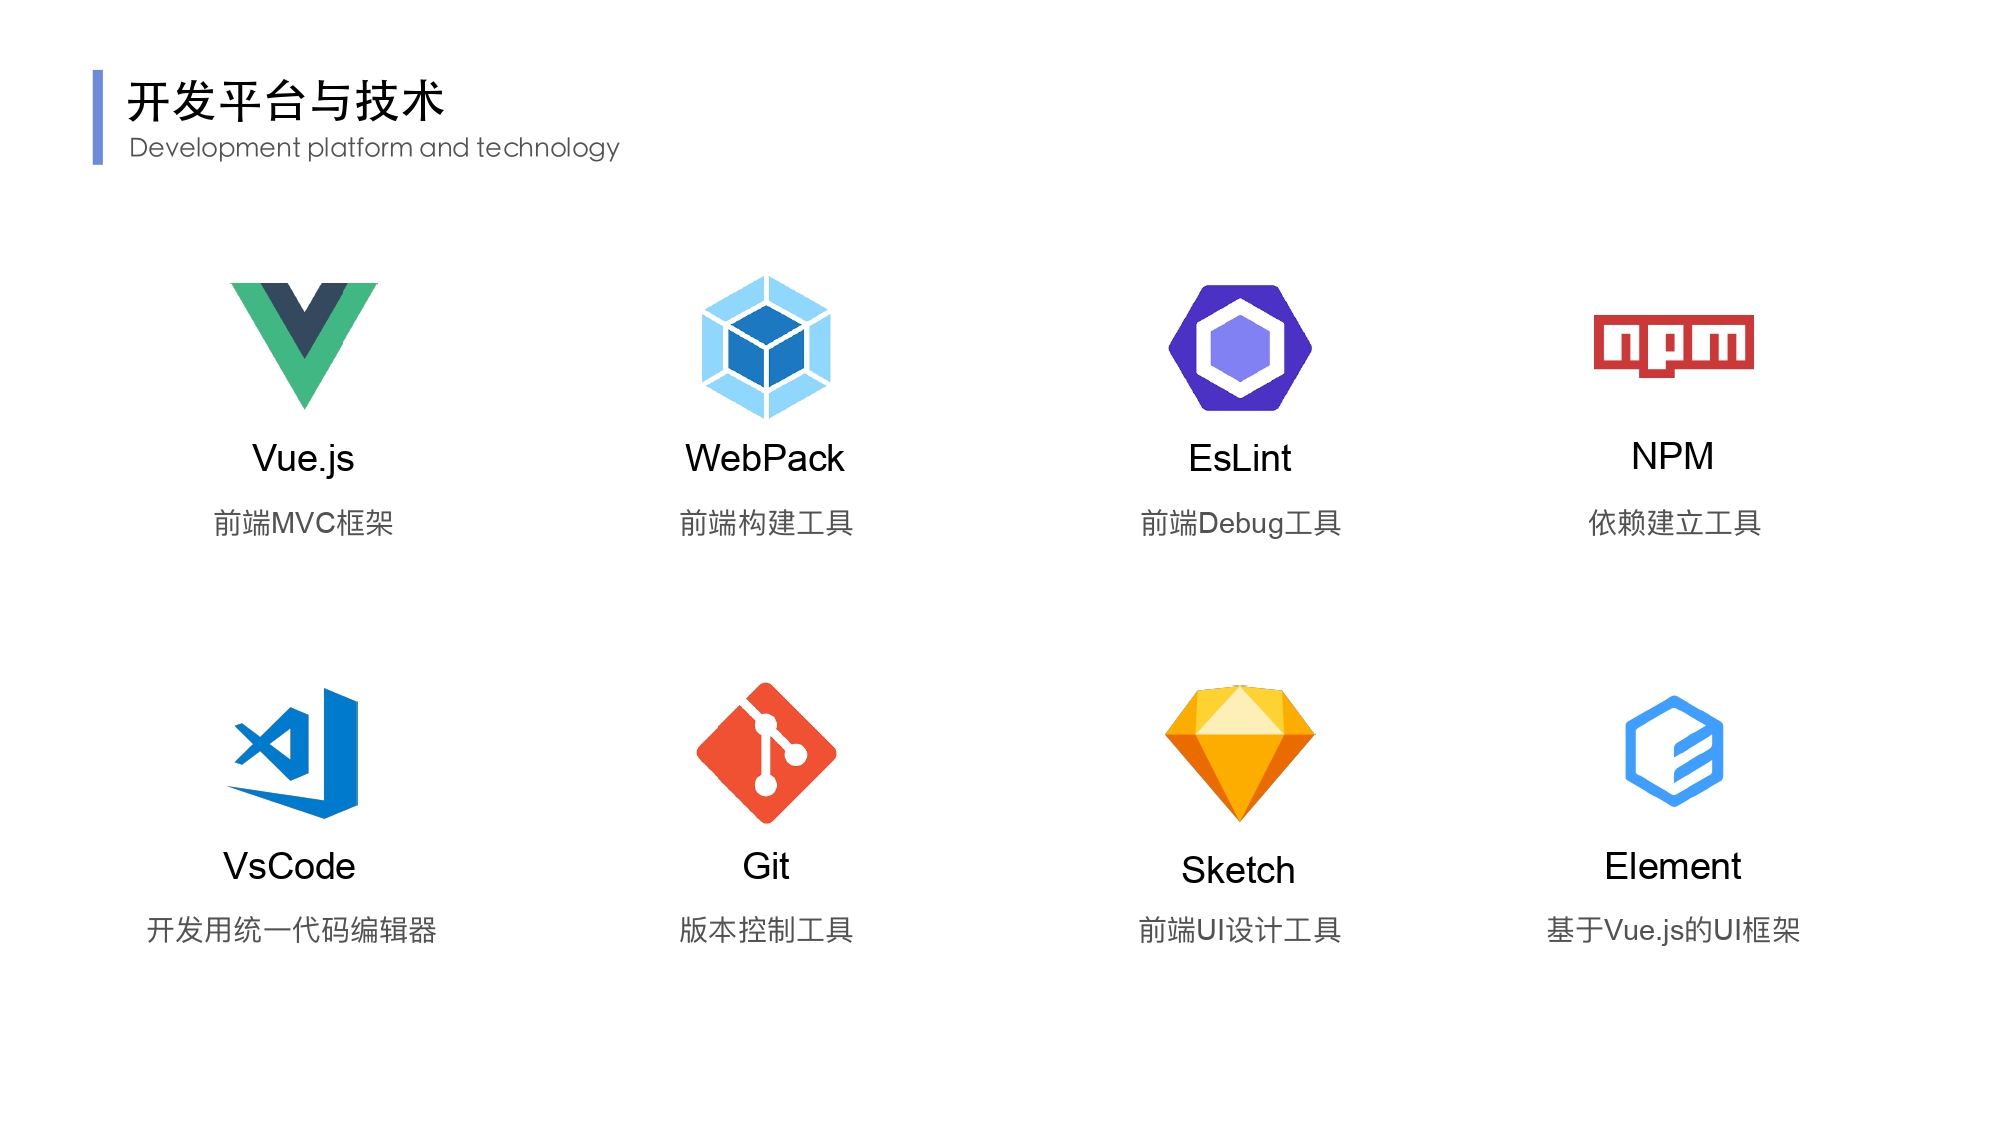 开发平台与技术
Development platform and technology
npm
Vue.js
WebPack
EsLint
NPM
前端MVC框架
前端构建工具
前端Debug工具
依赖建立工具
VsCode
Git
Sketch
Element
开发用统一代码编辑器
版本控制工具
前端UI设计工具
基于Vue.js的UI框架